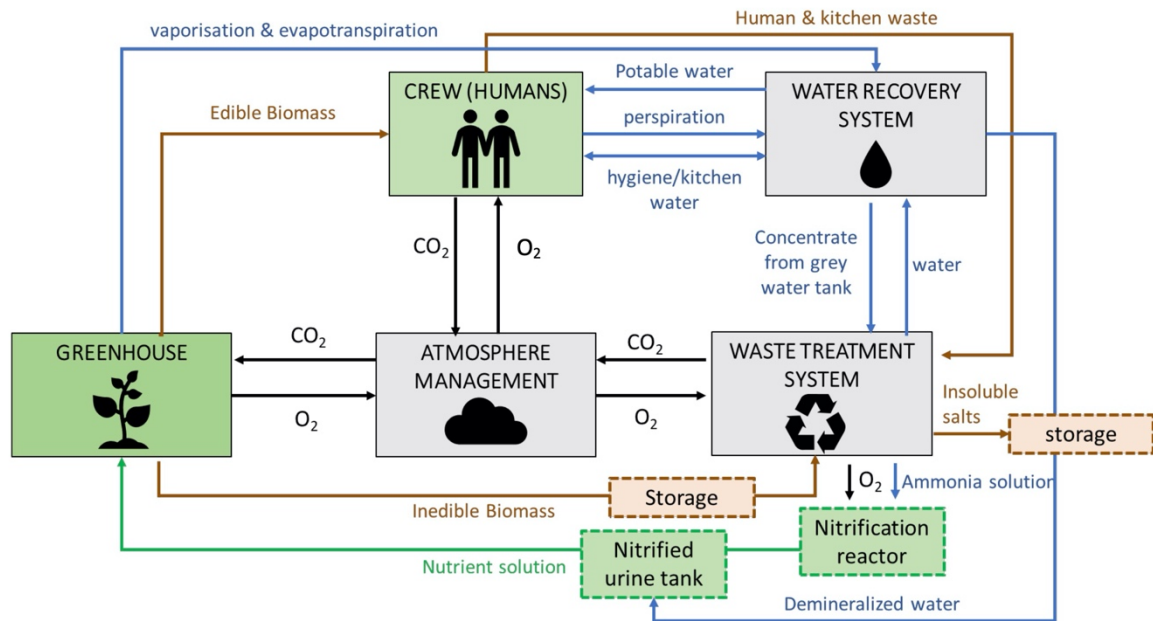 Human & kitchen waste
vaporisation & evapotranspiration
CREW (HUMANS)
Potable water
WATER RECOVERY
SYSTEM
Edible Biomass
perspiration
hygiene/kitchen
water
CO₂
O₂
Concentrate
from grey
water tank
water
GREENHOUSE
CO₂
O₂
ATMOSPHERE
MANAGEMENT
CO₂
O₂
WASTE TREATMENT
SYSTEM
Insoluble
salts
storage
Inedible Biomass
Storage
O₂
Ammonia solution
Nitrification
reactor
Nutrient solution
Nitrified
urine tank
Demineralized water